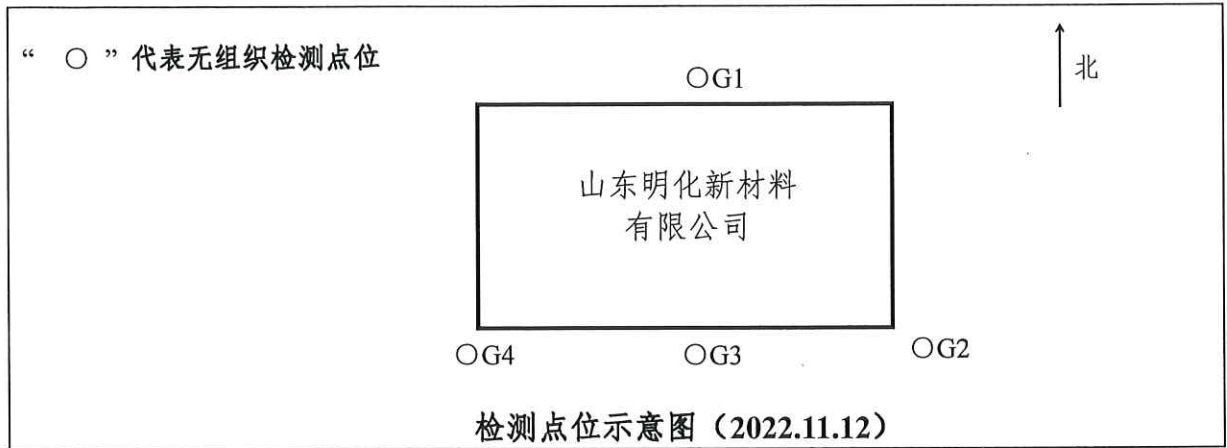 “ ○ ”代表无组织检测点位
○G1
北
山东明化新材料
有限公司
○G4 ○G3 ○G2
检测点位示意图（2022.11.12）